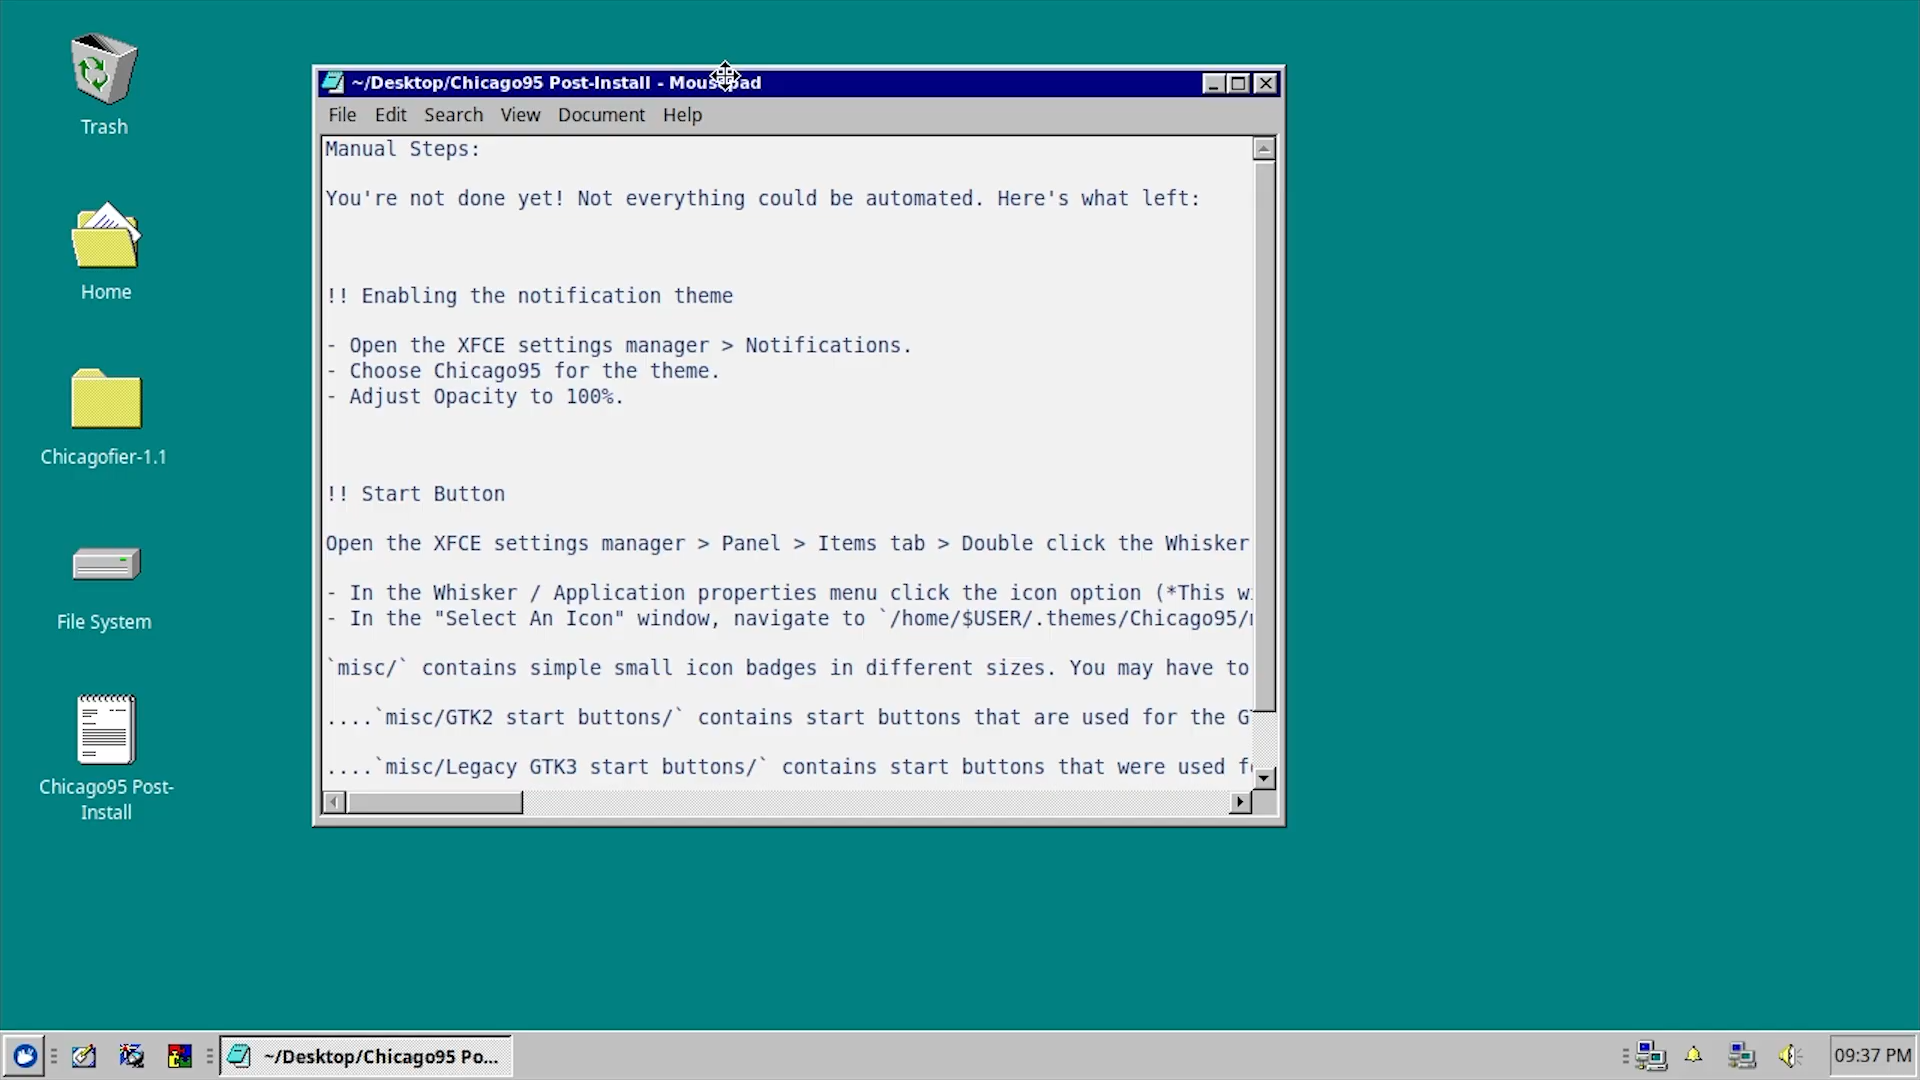 Trash
Home
Chicagofier-1.1
File System
Chicago95 Post-
Install
~/Desktop/Chicago95 Post-Install - Mousepad
File Edit Search View Document Help
Manual Steps:
You're not done yet! Not everything could be automated. Here's what left:
!! Enabling the notification theme
- Open the XFCE settings manager > Notifications.
- Choose Chicago95 for the theme.
- Adjust Opacity to 100%.
!! Start Button
Open the XFCE settings manager > Panel > Items tab > Double click the Whisker
- In the Whisker / Application properties menu click the icon option (*This
- In the "Select An Icon" window, navigate to `/home/$USER/.themes/Chicago95/
`misc/` contains simple small icon badges in different sizes. You may have to
....`misc/GTK2 start buttons/` contains start buttons that are used for the
....`misc/Legacy GTK3 start buttons/` contains start buttons that were used
~/Desktop/Chicago95 Po...
09:37 PM